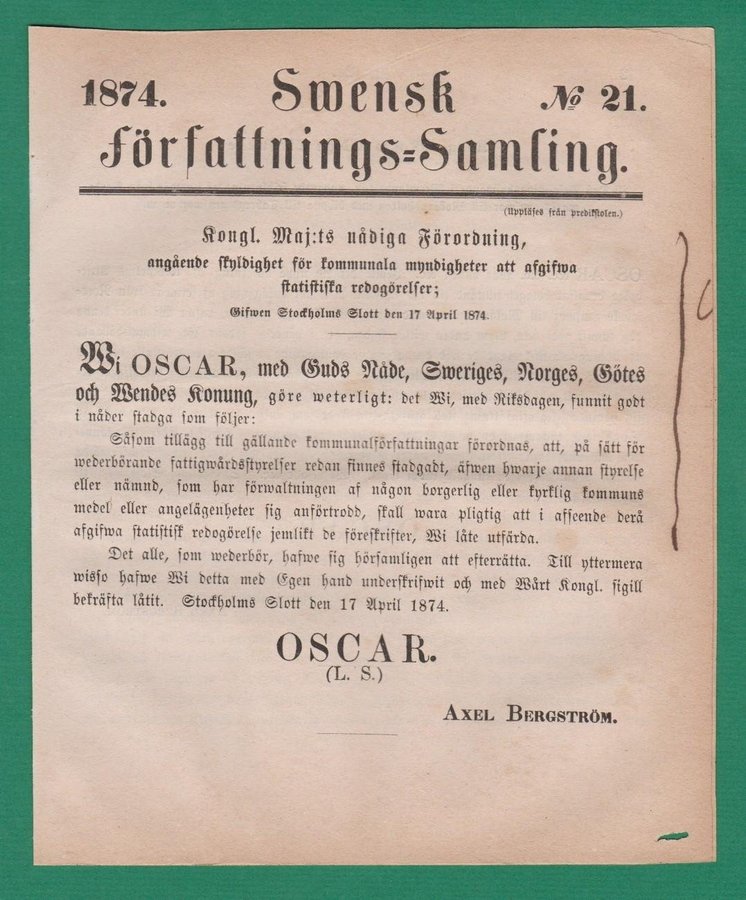 1874. Swensk № 21.
Författnings=Samling.
(Uppläses från predikstolen.)
Kongl. Maj:ts nådiga Förordning,
angående skyldighet för kommunala myndigheter att afgifwa
statistiska redogörelser;
Gifwen Stockholms Slott den 17 April 1874.
Wi OSCAR, med Guds Nåde, Sweriges, Norges, Götes
och Wendes Konung, göre weterligt: det Wi, med Riksdagen, funnit godt
i nåder stadga som följer:
Såsom tillägg till gällande kommunalförfattningar förordnas, att, på sätt för
wederbörande fattigwårdsstyrelser redan finnes stadgadt, äfwen hwarje annan styrelse
eller nämnd, som har förwaltningen af någon borgerlig eller kyrklig kommuns
medel eller angelägenheter sig anförtrodd, skall wara pligtig att i afseende derå
afgifwa statistisk redogörelse jemlikt de föreskrifter, Wi låte utfärda.
Det alle, som wederbör, hafwe sig hörsamligen att efterrätta. Till yttermera
wisso hafwe Wi detta med Egen hand underskrifwit och med Wårt Kongl. sigill
bekräfta låtit. Stockholms Slott den 17 April 1874.
OSCAR.
(L. S.)
AXEL BERGSTRÖM.